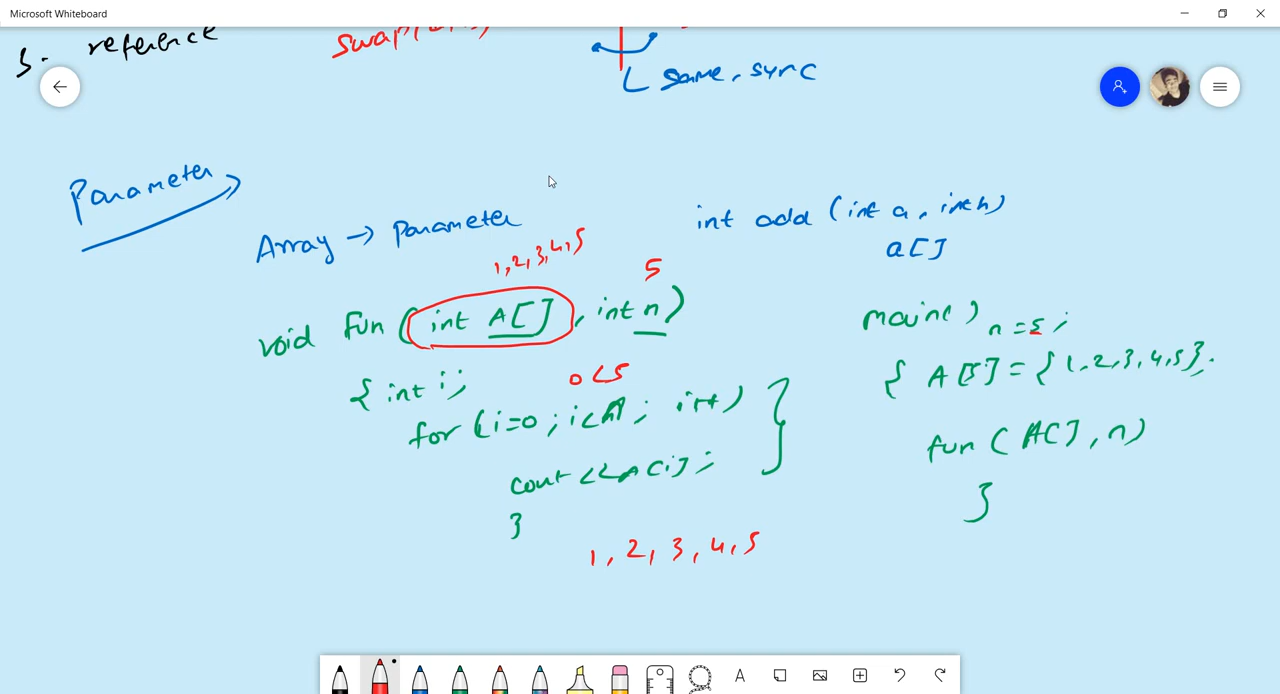 Microsoft Whiteboard
3. reference
swap(
same, sync
Parameter
Array → Parameter
int add (int a, int b)
a[]
1, 2, 3, 4, 5
5
void fun (int A[], int n)
{ int i;
0<5
for (i=0; i<n; i++)
cout<<A[i];
}
1, 2, 3, 4, 5
main()
n=5;
{ A[5] = {1,2,3,4,5};
fun (A[], n)
}
A